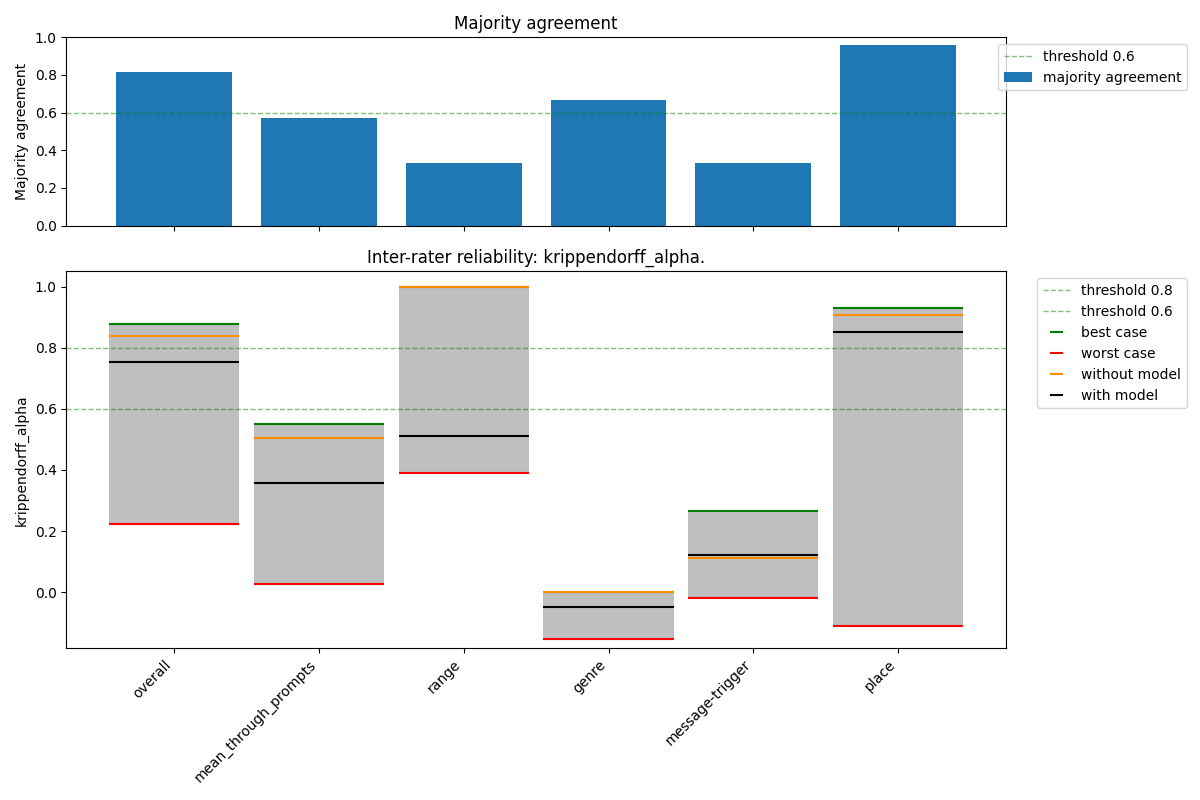 Majority agreement
Majority agreement
1.0
0.8
0.6
0.4
0.2
0.0
threshold 0.6
majority agreement
Inter-rater reliability: krippendorff_alpha.
krippendorff_alpha
1.0
0.8
0.6
0.4
0.2
0.0
threshold 0.8
threshold 0.6
best case
worst case
without model
with model
overall
mean_through_prompts
range
genre
message-trigger
place